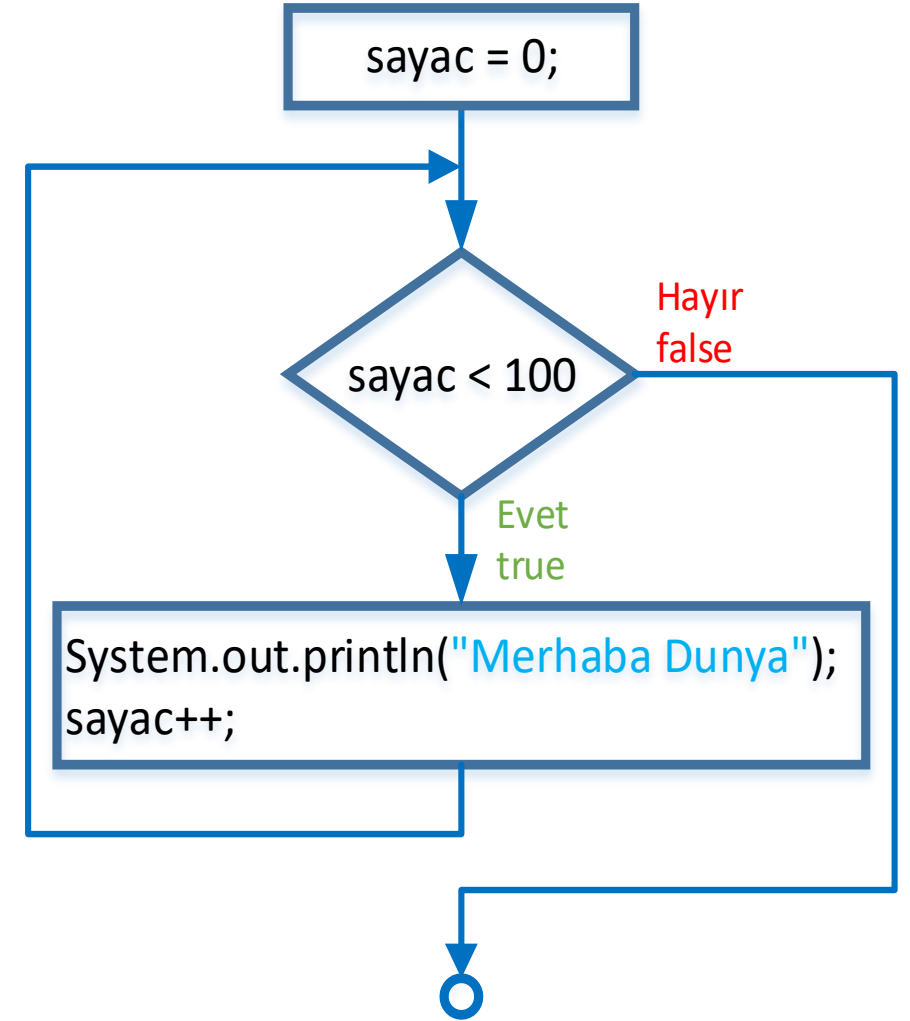 sayac = 0;
Hayır
false
sayac < 100
Evet
true
System.out.println("Merhaba Dunya");
sayac++;